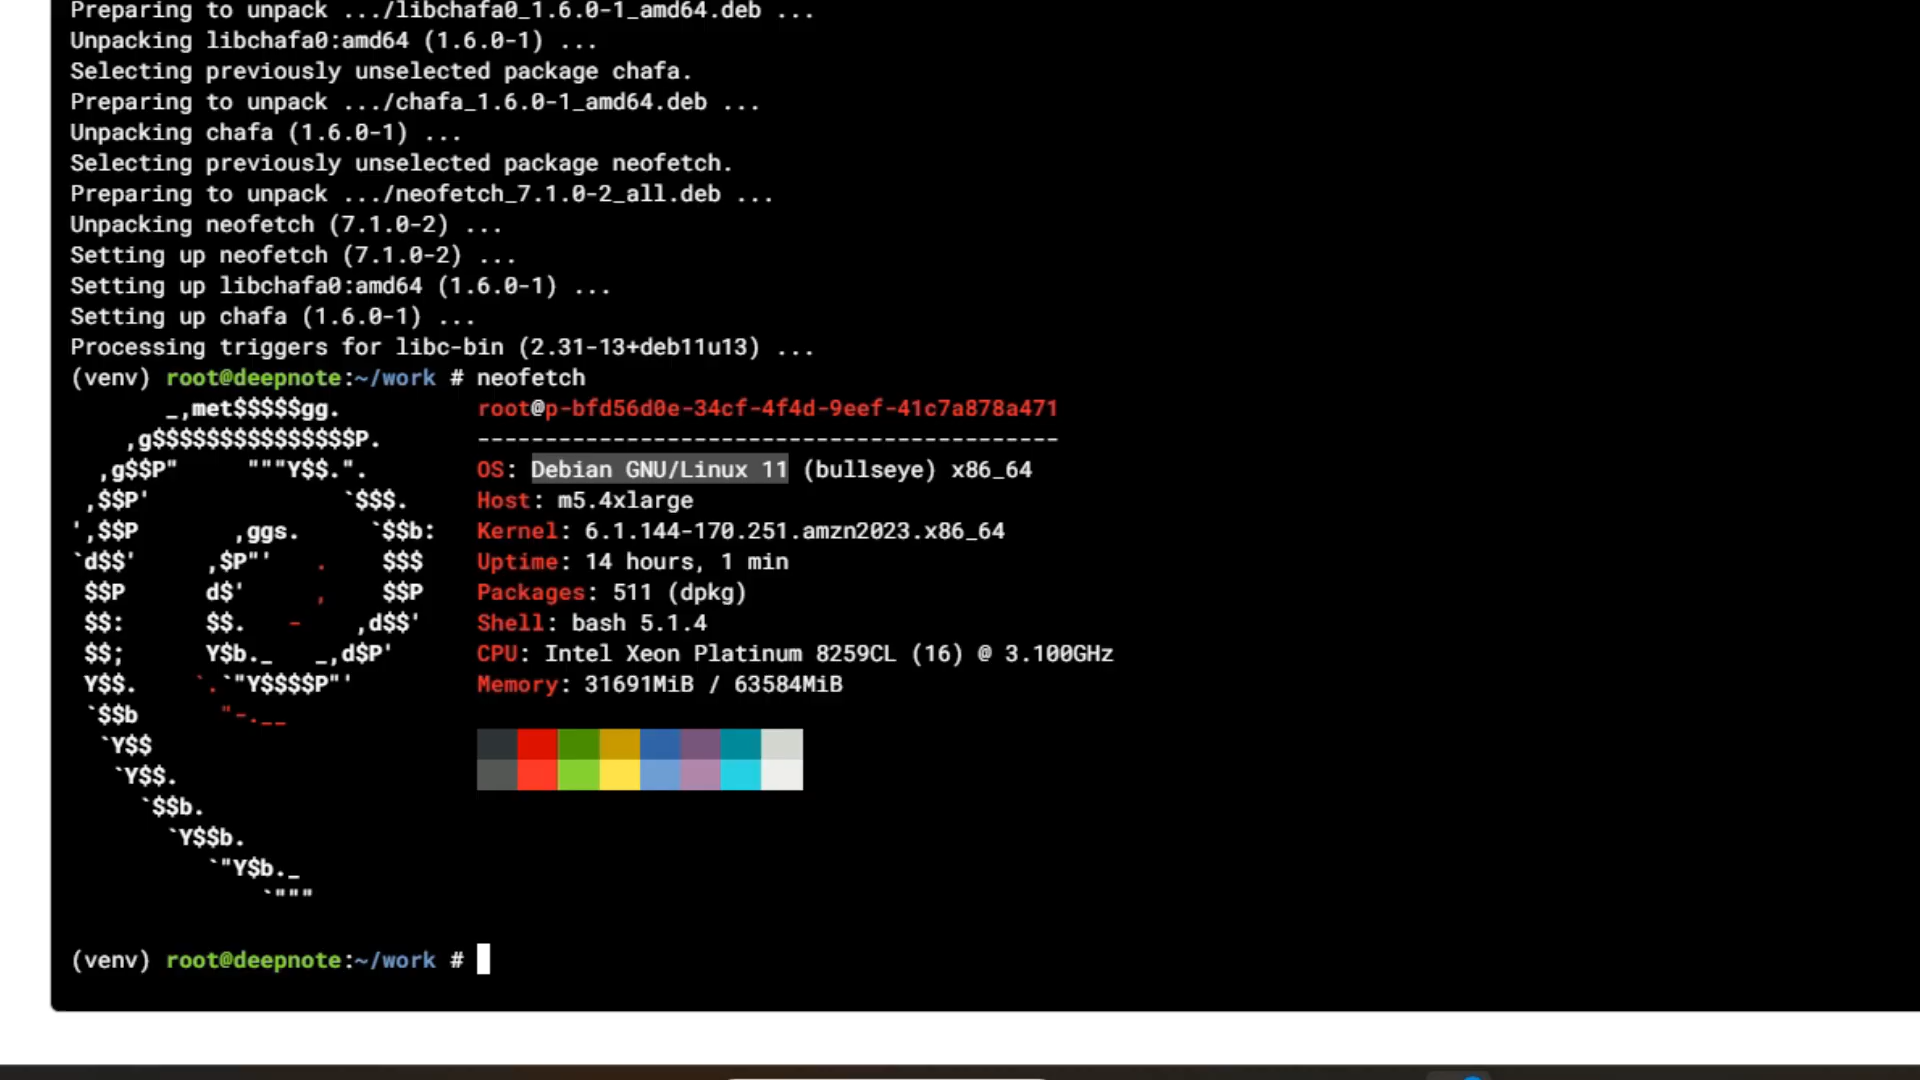 Preparing to unpack .../libchafa0_1.6.0-1_amd64.deb ...
Unpacking libchafa0:amd64 (1.6.0-1) ...
Selecting previously unselected package chafa.
Preparing to unpack .../chafa_1.6.0-1_amd64.deb ...
Unpacking chafa (1.6.0-1) ...
Selecting previously unselected package neofetch.
Preparing to unpack .../neofetch_7.1.0-2_all.deb ...
Unpacking neofetch (7.1.0-2) ...
Setting up neofetch (7.1.0-2) ...
Setting up libchafa0:amd64 (1.6.0-1) ...
Setting up chafa (1.6.0-1) ...
Processing triggers for libc-bin (2.31-13+deb11u13) ...
(venv) root@deepnote:~/work # neofetch
       _,met$$$$$gg.          root@p-bfd56d0e-34cf-4f4d-9eef-41c7a878a471
    ,g$$$$$$$$$$$$$$$P.       -------------------------------------------
  ,g$$P"     """Y$$.".        OS: Debian GNU/Linux 11 (bullseye) x86_64
 ,$$P'              `$$$.     Host: m5.4xlarge
',$$P       ,ggs.     `$$b:   Kernel: 6.1.144-170.251.amzn2023.x86_64
`d$$'     ,$P"'   .    $$$    Uptime: 14 hours, 1 min
 $$P      d$'     ,    $$P    Packages: 511 (dpkg)
 $$:      $$.   -    ,d$$'    Shell: bash 5.1.4
 $$;      Y$b._   _,d$P'      CPU: Intel Xeon Platinum 8259CL (16) @ 3.100GHz
 Y$$.    `.`"Y$$$$P"'         Memory: 31691MiB / 63584MiB
 `$$b      "-.__
  `Y$$
   `Y$$.
     `$$b.
       `Y$$b.
          `"Y$b._
              `"""
(venv) root@deepnote:~/work #